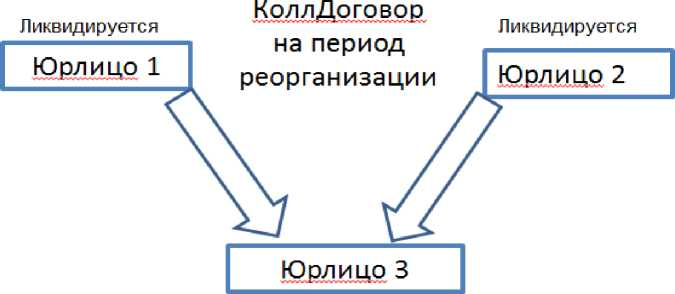 Ликвидируется
КоллДоговор
на период
реорганизации
Ликвидируется
Юрлицо 1
Юрлицо 2
Юрлицо 3